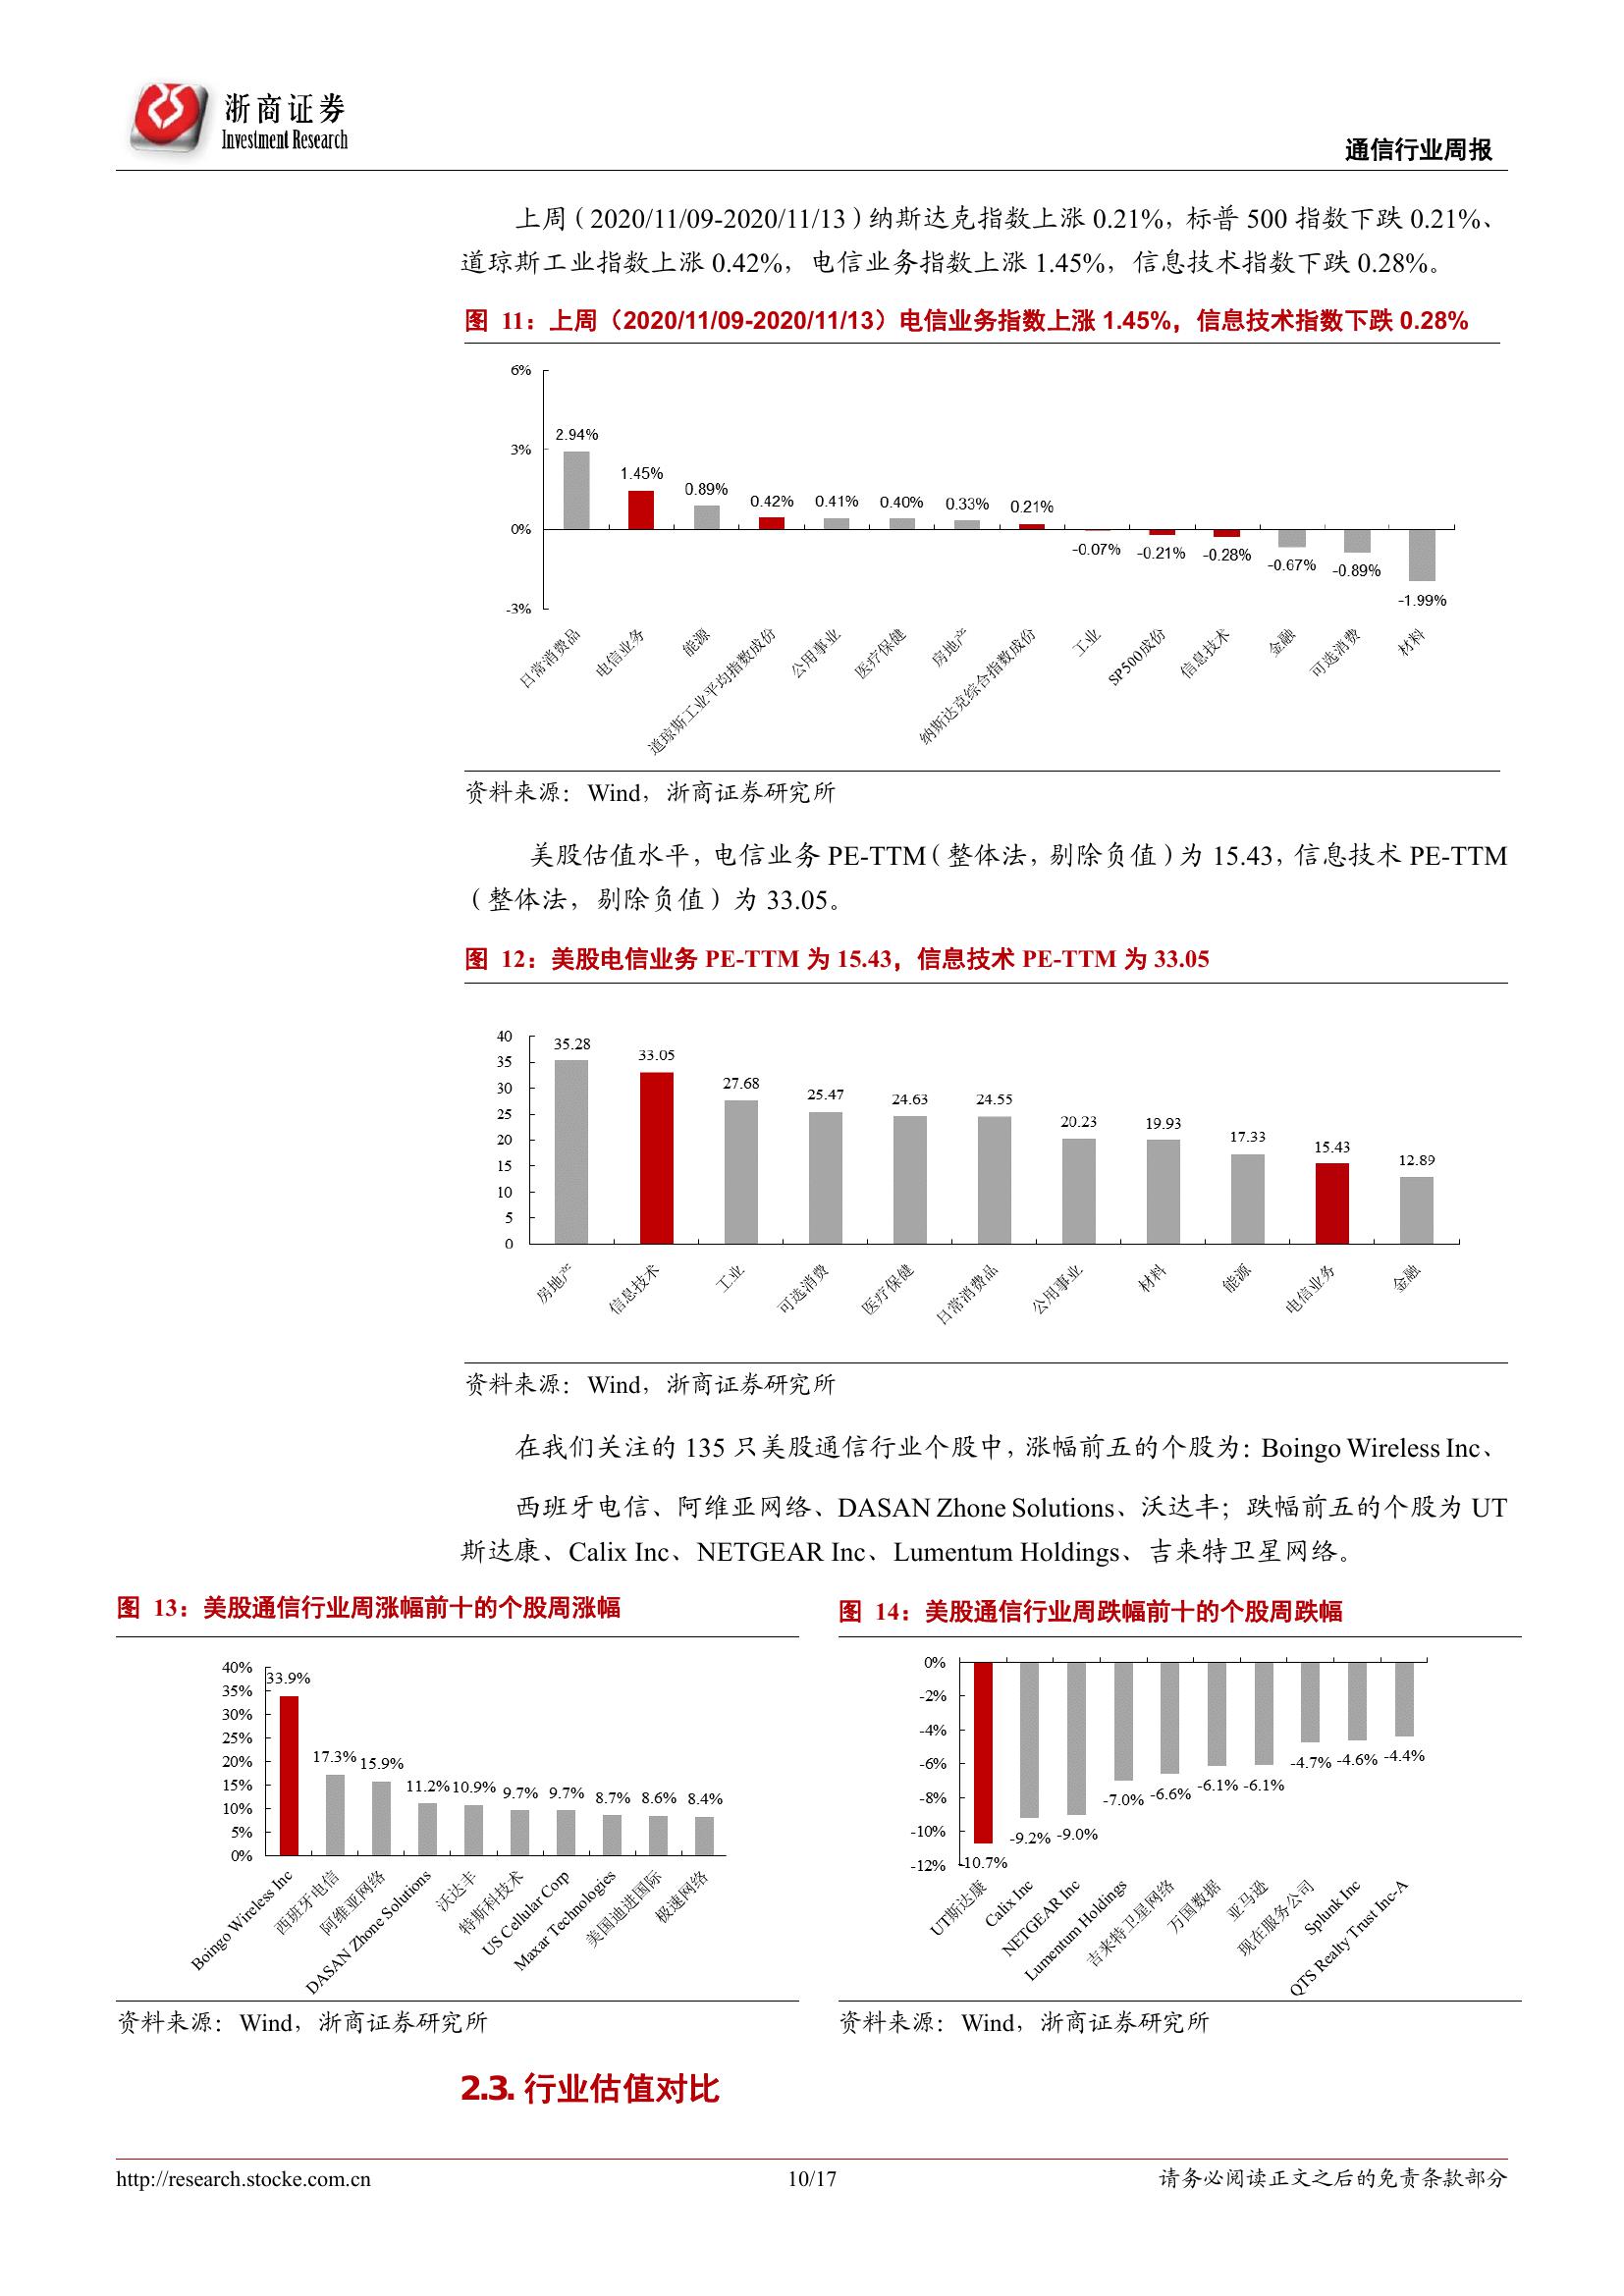 浙商证券
Investment Research
通信行业周报
上周（2020/11/09-2020/11/13）纳斯达克指数上涨 0.21%，标普 500 指数下跌 0.21%、
道琼斯工业指数上涨 0.42%，电信业务指数上涨 1.45%，信息技术指数下跌 0.28%。
图 11：上周（2020/11/09-2020/11/13）电信业务指数上涨 1.45%，信息技术指数下跌 0.28%
6%
3%
0%
-3%
2.94%
1.45%
0.89%
0.42%
0.41%
0.40%
0.33%
0.21%
-0.07%
-0.21%
-0.28%
-0.67%
-0.89%
-1.99%
日常消费品
电信业务
能源
道琼斯工业平均指数成份
公用事业
医疗保健
房地产
纳斯达克综合指数成份
工业
SP500成份
信息技术
金融
可选消费
材料
资料来源：Wind，浙商证券研究所
美股估值水平，电信业务 PE-TTM（整体法，剔除负值）为 15.43，信息技术 PE-TTM
（整体法，剔除负值）为 33.05。
图 12：美股电信业务 PE-TTM 为 15.43，信息技术 PE-TTM 为 33.05
40
35
30
25
20
15
10
5
0
35.28
33.05
27.68
25.47
24.63
24.55
20.23
19.93
17.33
15.43
12.89
房地产
信息技术
工业
可选消费
医疗保健
日常消费品
公用事业
材料
能源
电信业务
金融
资料来源：Wind，浙商证券研究所
在我们关注的 135 只美股通信行业个股中，涨幅前五的个股为：Boingo Wireless Inc、
西班牙电信、阿维亚网络、DASAN Zhone Solutions、沃达丰；跌幅前五的个股为 UT
斯达康、Calix Inc、NETGEAR Inc、Lumentum Holdings、吉来特卫星网络。
图 13：美股通信行业周涨幅前十的个股周涨幅
40%
35%
30%
25%
20%
15%
10%
5%
0%
33.9%
17.3%
15.9%
11.2%
10.9%
9.7%
9.7%
8.7%
8.6%
8.4%
Boingo Wireless Inc
西班牙电信
阿维亚网络
DASAN Zhone Solutions
沃达丰
特斯科技术
US Cellular Corp
Maxar Technologies
美国迪进国际
极速网络
资料来源：Wind，浙商证券研究所
图 14：美股通信行业周跌幅前十的个股周跌幅
0%
-2%
-4%
-6%
-8%
-10%
-12%
-10.7%
-9.2%
-9.0%
-7.0%
-6.6%
-6.1%
-6.1%
-4.7%
-4.6%
-4.4%
UT斯达康
Calix Inc
NETGEAR Inc
Lumentum Holdings
吉来特卫星网络
万国数据
亚马逊
现在服务公司
Splunk Inc
QTS Realty Trust Inc-A
资料来源：Wind，浙商证券研究所
2.3. 行业估值对比
http://research.stocke.com.cn
10/17
请务必阅读正文之后的免责条款部分